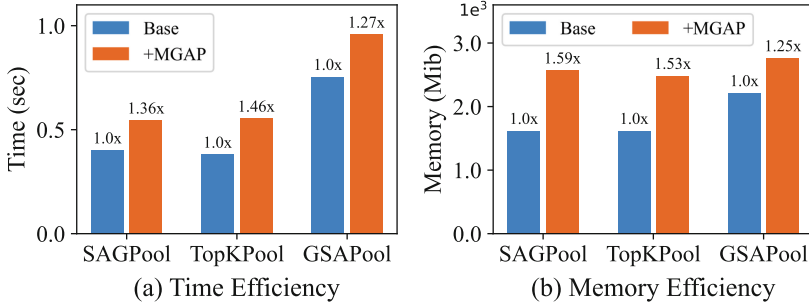 Base
+MGAP
1.0x
1.36x
1.0x
1.46x
1.0x
1.27x
1.0
0.5
0.0
Time (sec)
SAGPool TopKPool GSAPool
(a) Time Efficiency
1e³
Base +MGAP
1.0x
1.59x
1.0x
1.53x
1.0x
1.25x
3.0
2.0
1.0
0.0
Memory (Mib)
SAGPool TopKPool GSAPool
(b) Memory Efficiency